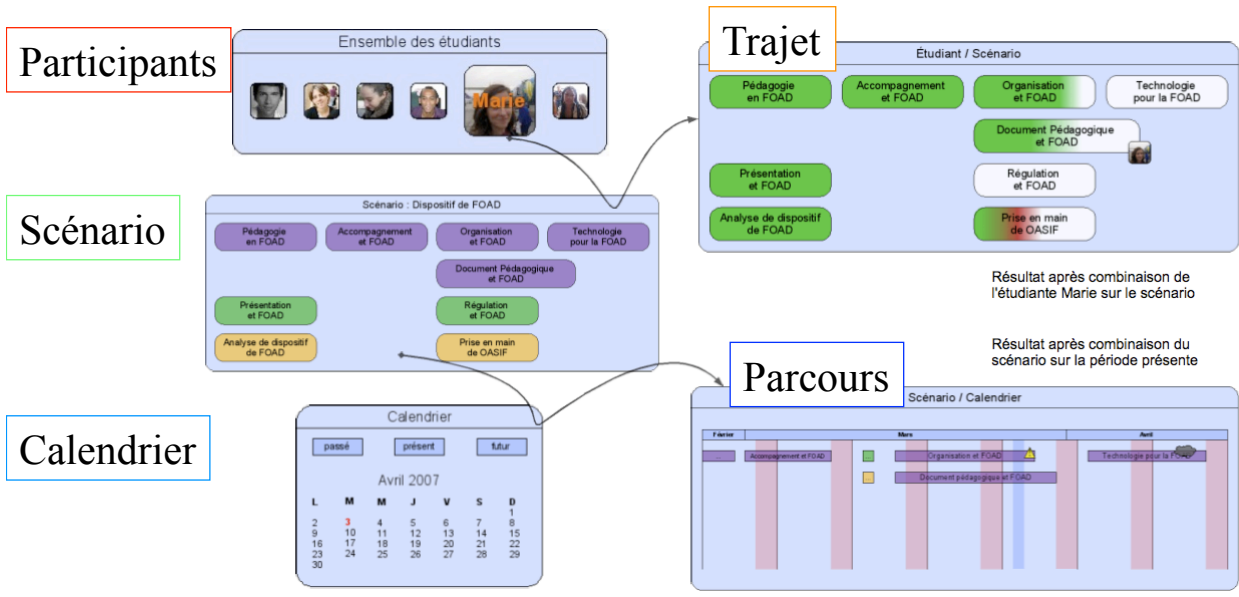 Participants
Ensemble des étudiants
Marie
Trajet
Étudiant / Scénario
Pédagogie
en FOAD
Accompagnement
et FOAD
Organisation
et FOAD
Technologie
pour la FOAD
Document Pédagogique
et FOAD
Présentation
et FOAD
Régulation
et FOAD
Analyse de dispositif
de FOAD
Prise en main
de OASIF
Résultat après combinaison de
l'étudiante Marie sur le scénario
Scénario
Scénario : Dispositif de FOAD
Pédagogie
en FOAD
Accompagnement
et FOAD
Organisation
et FOAD
Technologie
pour la FOAD
Document Pédagogique
et FOAD
Présentation
et FOAD
Régulation
et FOAD
Analyse de dispositif
de FOAD
Prise en main
de OASIF
Résultat après combinaison du
scénario sur la période présente
Calendrier
Calendrier
passé présent futur
Avril 2007
L M M J V S D
1
2 3 4 5 6 7 8
9 10 11 12 13 14 15
16 17 18 19 20 21 22
23 24 25 26 27 28 29
30
Parcours
Scénario / Calendrier
Février Mars Avril
... Accompagnement et FOAD ... Organisation et FOAD Technologie pour la FOAD
... Document pédagogique et FOAD